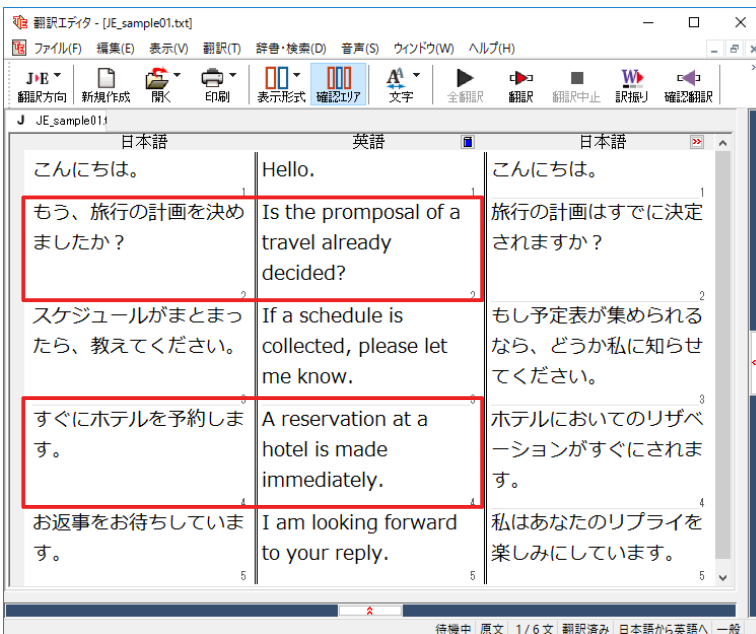 翻訳エディタ - [JE_sample01.txt]
ファイル(F) 編集(E) 表示(V) 翻訳(T) 辞書・検索(D) 音声(S) ウィンドウ(W) ヘルプ(H)
J▸E
翻訳方向 新規作成 開く 印刷 表示形式 確認エリア 文字 全翻訳 翻訳 翻訳中止 訳振り 確認翻訳
J JE_sample01.t
日本語 英語 日本語
こんにちは。
1
Hello.
1
こんにちは。
1
もう、旅行の計画を決め
ましたか？
2
Is the promposal of a
travel already
decided?
2
旅行の計画はすでに決定
されますか？
2
スケジュールがまとまっ
たら、教えてください。
3
If a schedule is
collected, please let
me know.
3
もし予定表が集められる
なら、どうか私に知らせ
てください。
3
すぐにホテルを予約しま
す。
4
A reservation at a
hotel is made
immediately.
4
ホテルにおいてのリザベ
ーションがすぐにされま
す。
4
お返事をお待ちしていま
す。
5
I am looking forward
to your reply.
5
私はあなたのリプライを
楽しみにしています。
5
待機中 原文 1/6文 翻訳済み 日本語から英語へ 一般